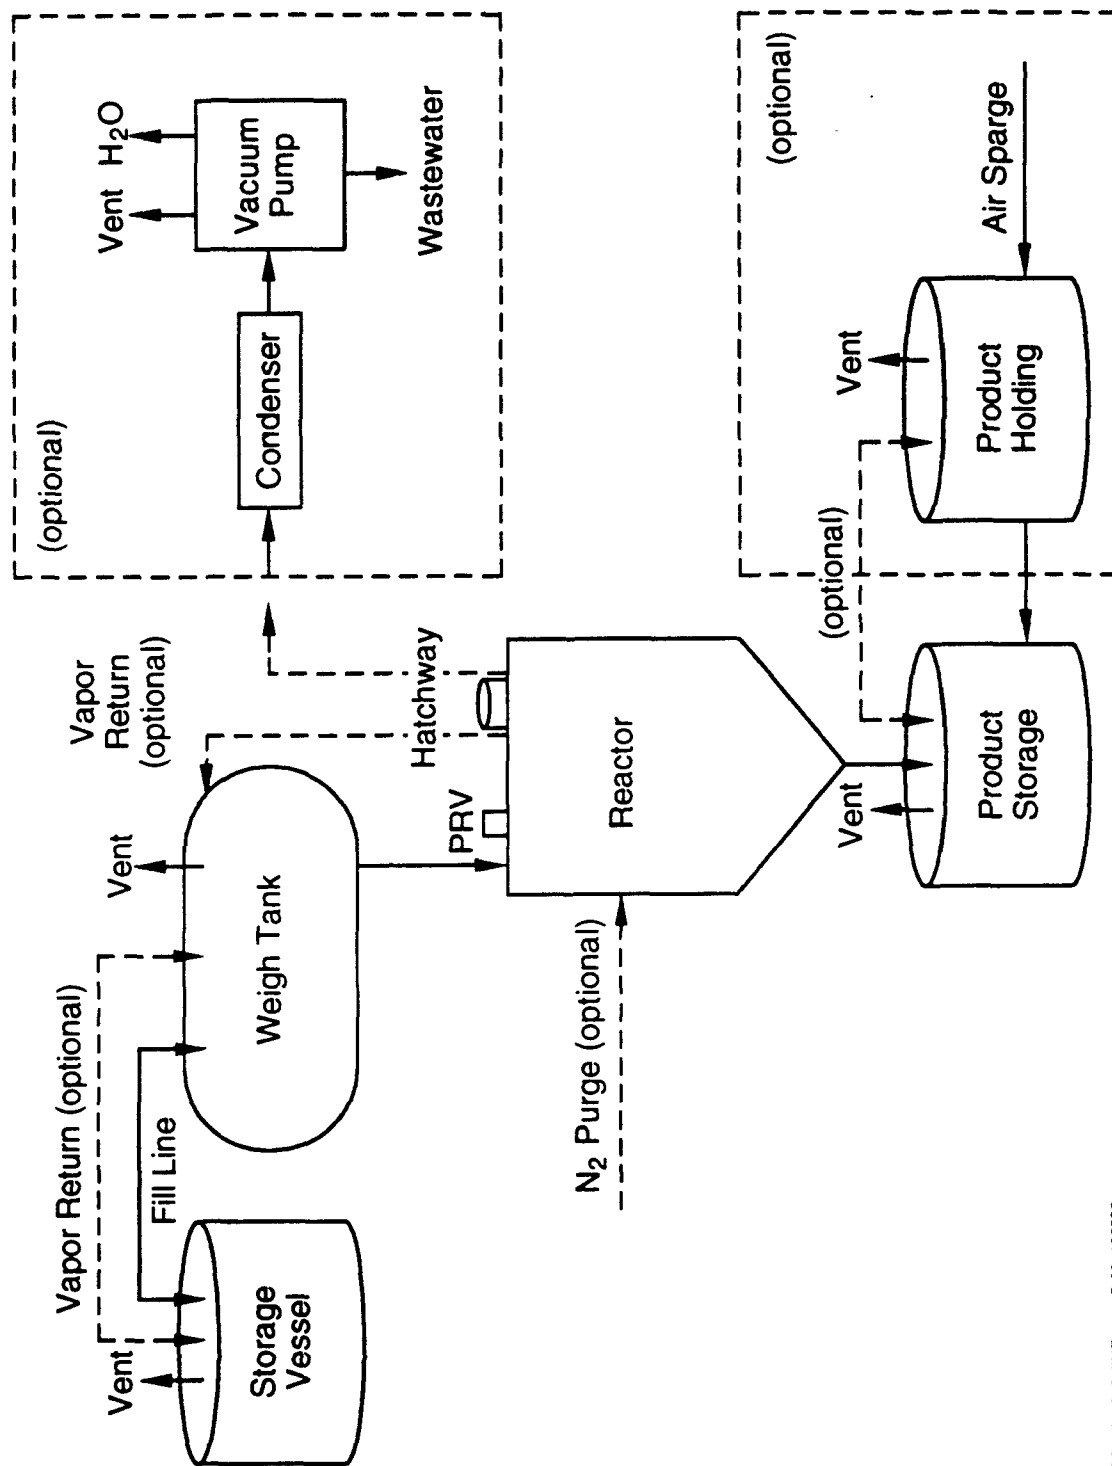 Vent
Vapor Return (optional)
Fill Line
Storage
Vessel
Vent
Weigh Tank
Vapor
Return
(optional)
(optional)
Condenser
Vent
H₂O
Vacuum
Pump
Wastewater
PRV
Hatchway
Reactor
N₂ Purge (optional)
Vent
Product
Storage
(optional)
Vent
Product
Holding
Air Sparge
(optional)